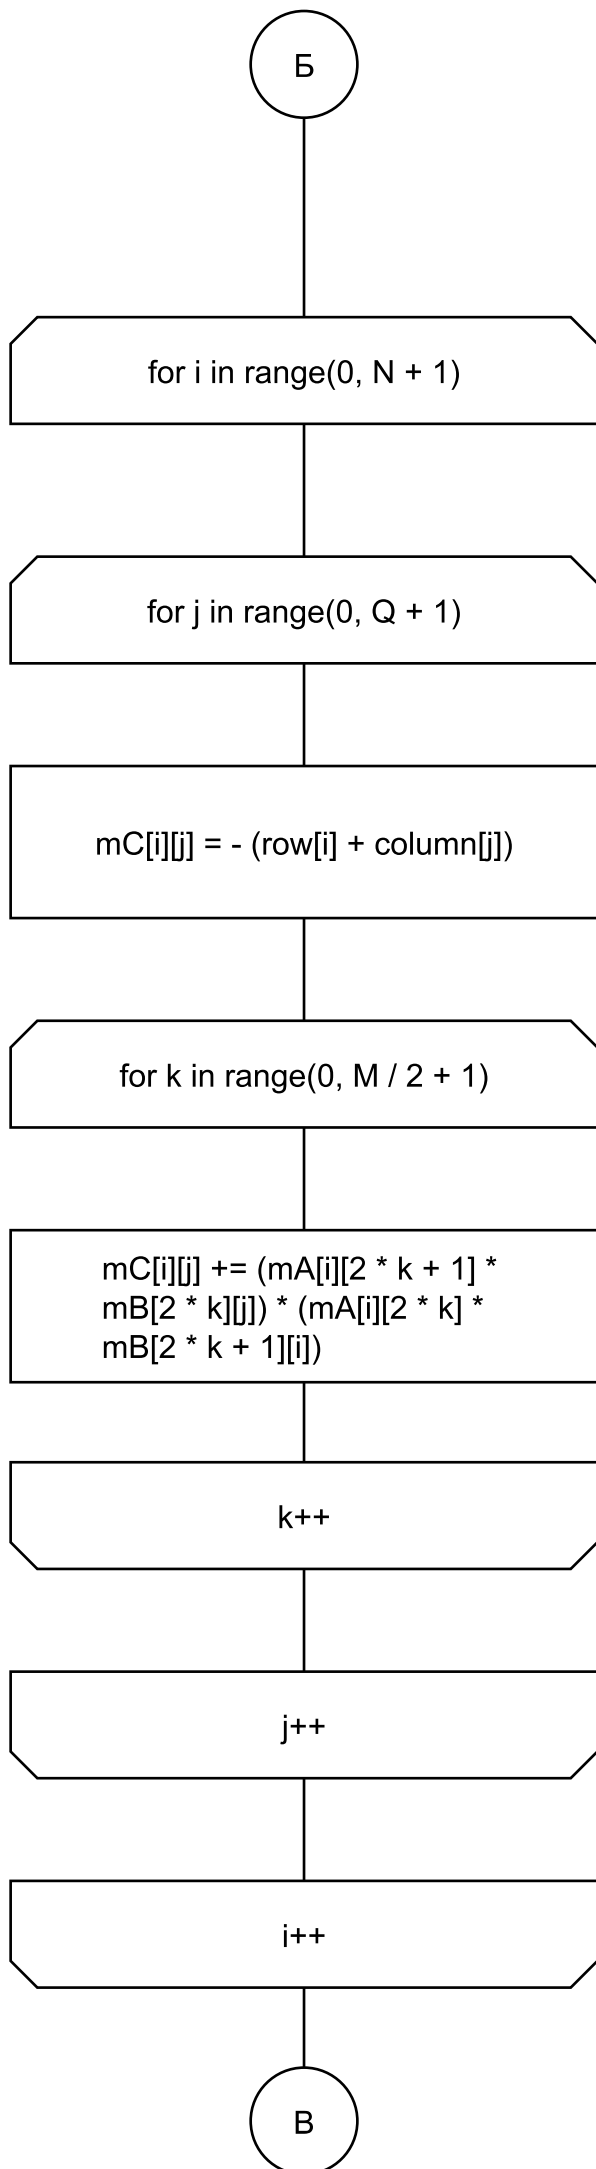 Б
for i in range(0, N + 1)
for j in range(0, Q + 1)
mC[i][j] = - (row[i] + column[j])
for k in range(0, M / 2 + 1)
mC[i][j] += (mA[i][2 * k + 1] *
mB[2 * k][j]) * (mA[i][2 * k] *
mB[2 * k + 1][i])
k++
j++
i++
В